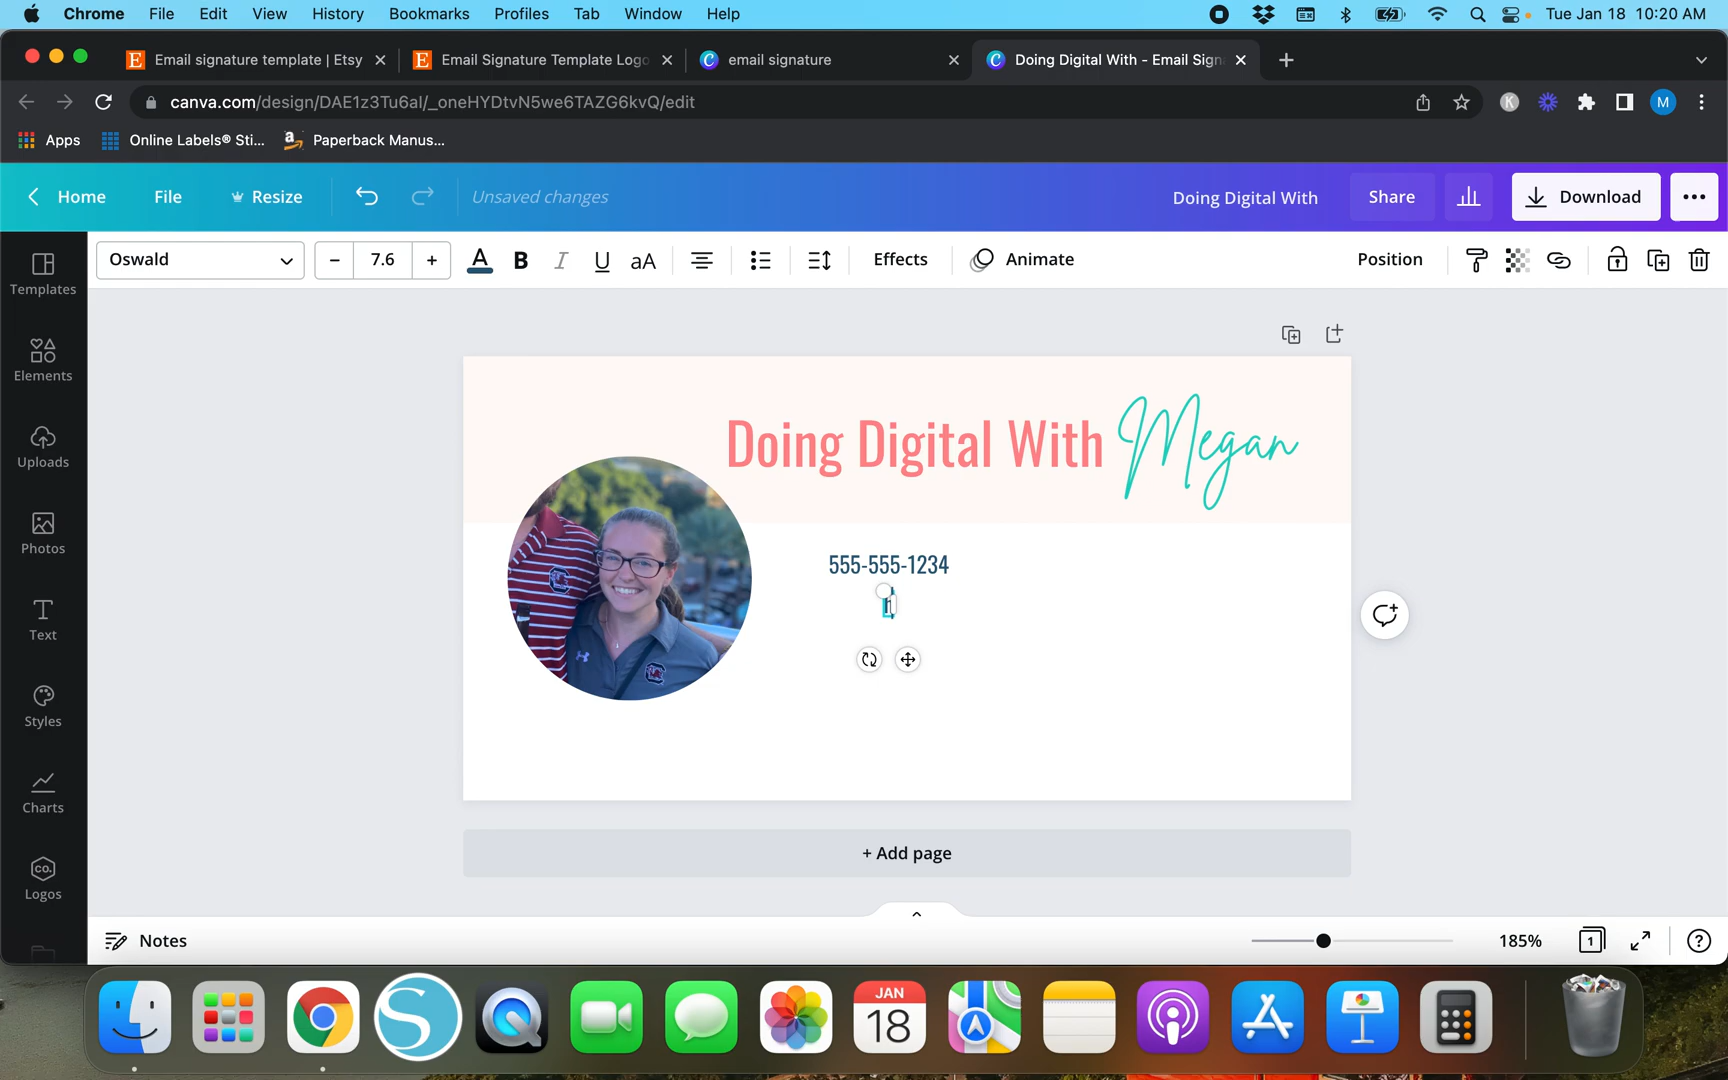 Chrome File Edit View History Bookmarks Profiles Tab Window Help Tue Jan 18 10:20 AM
Email signature template | Etsy Email Signature Template Logo email signature Doing Digital With - Email Sign
canva.com/design/DAE1z3Tu6aI/_oneHYDtvN5we6TAZG6kvQ/edit K M
Apps Online Labels® Sti... Paperback Manus...
Home File Resize Unsaved changes Doing Digital With Share Download
Oswald 7.6 A B I U aA Effects Animate Position
Templates
Elements
Uploads
Photos
Text
Styles
Charts
CO.
Logos
Doing Digital With Megan
555-555-1234
+ Add page
Notes 185% 1
JAN
18